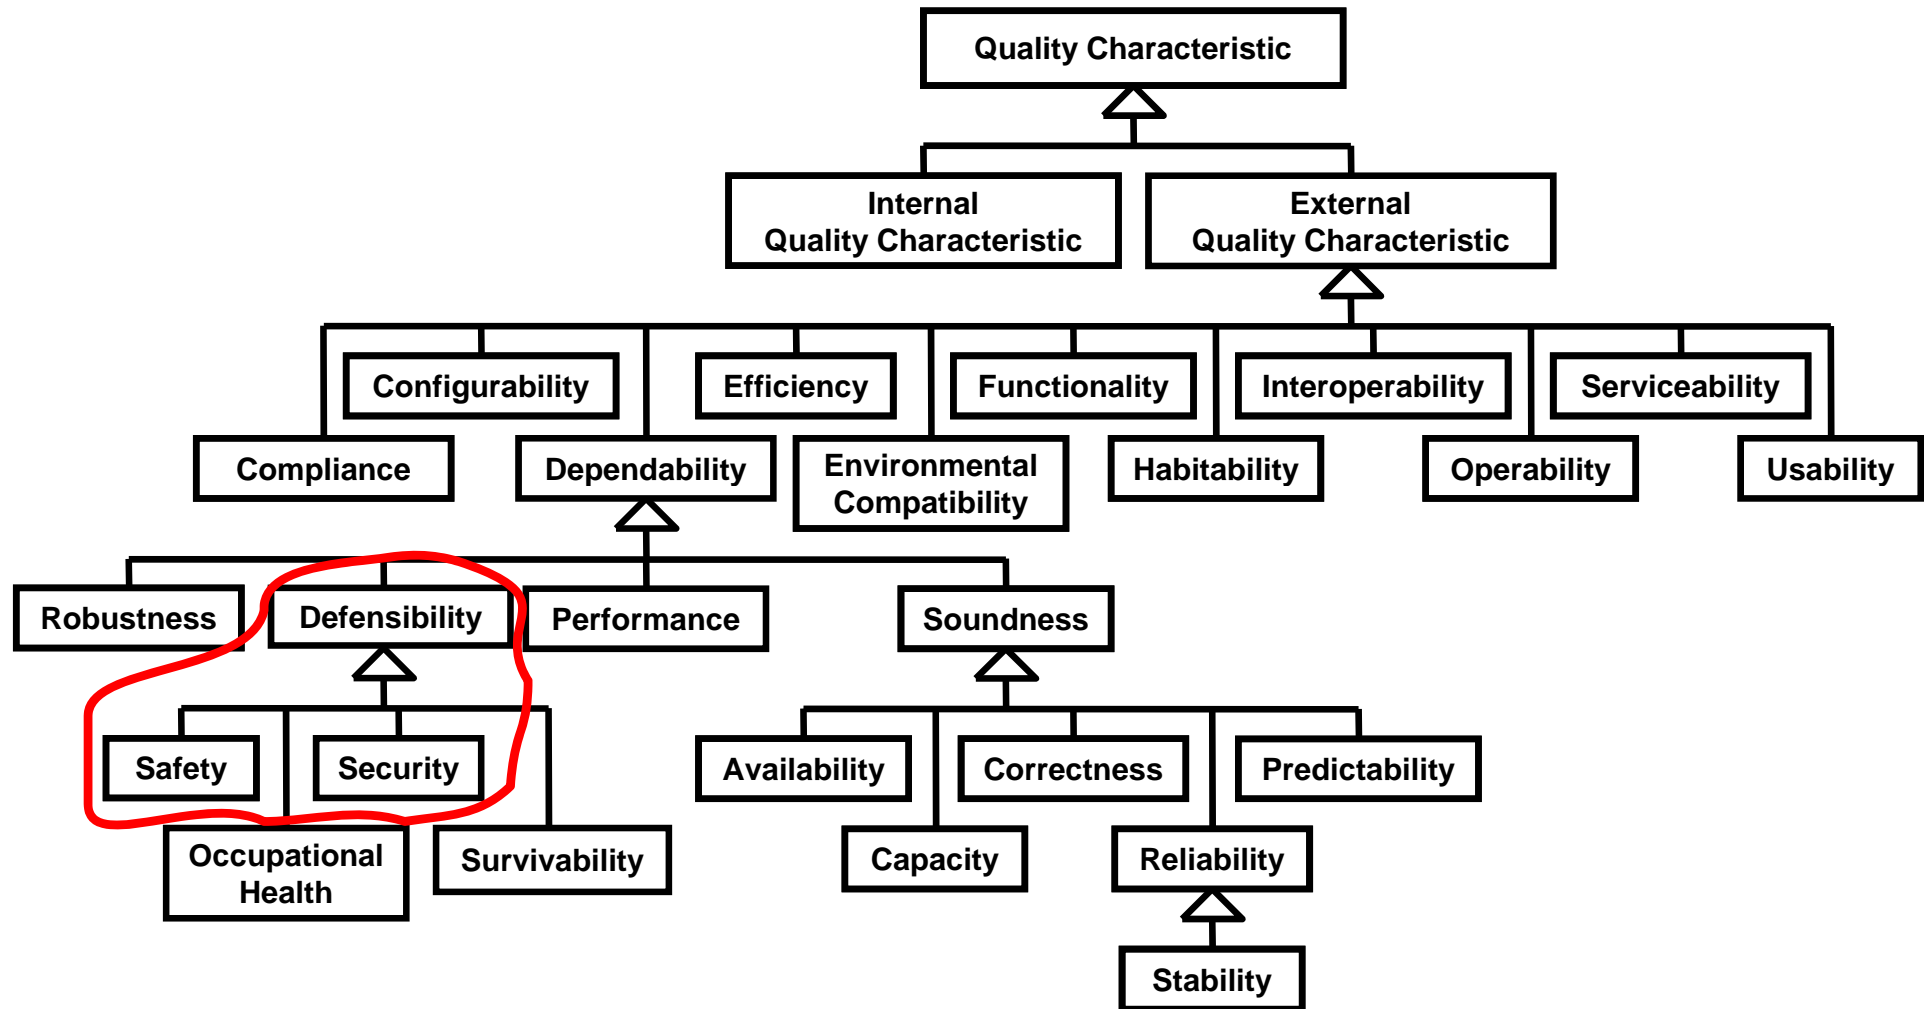 Quality Characteristic
Internal
Quality Characteristic
External
Quality Characteristic
Configurability
Efficiency
Functionality
Interoperability
Serviceability
Compliance
Dependability
Environmental
Compatibility
Habitability
Operability
Usability
Robustness
Defensibility
Performance
Soundness
Safety
Security
Availability
Correctness
Predictability
Occupational
Health
Survivability
Capacity
Reliability
Stability